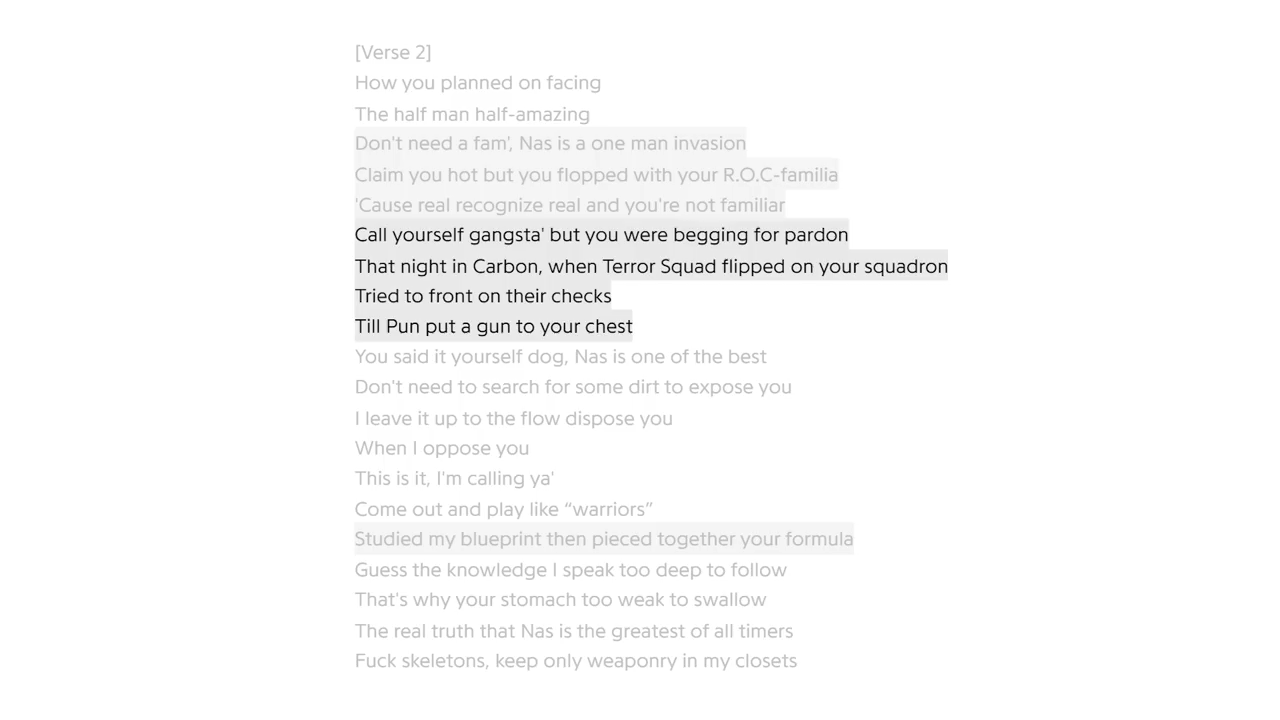 [Verse 2]
How you planned on facing
The half man half-amazing
Don't need a fam', Nas is a one man invasion
Claim you hot but you flopped with your R.O.C-familia
'Cause real recognize real and you're not familiar
Call yourself gangsta' but you were begging for pardon
That night in Carbon, when Terror Squad flipped on your squadron
Tried to front on their checks
Till Pun put a gun to your chest
You said it yourself dog, Nas is one of the best
Don't need to search for some dirt to expose you
I leave it up to the flow dispose you
When I oppose you
This is it, I'm calling ya'
Come out and play like “warriors”
Studied my blueprint then pieced together your formula
Guess the knowledge I speak too deep to follow
That's why your stomach too weak to swallow
The real truth that Nas is the greatest of all timers
Fuck skeletons, keep only weaponry in my closets